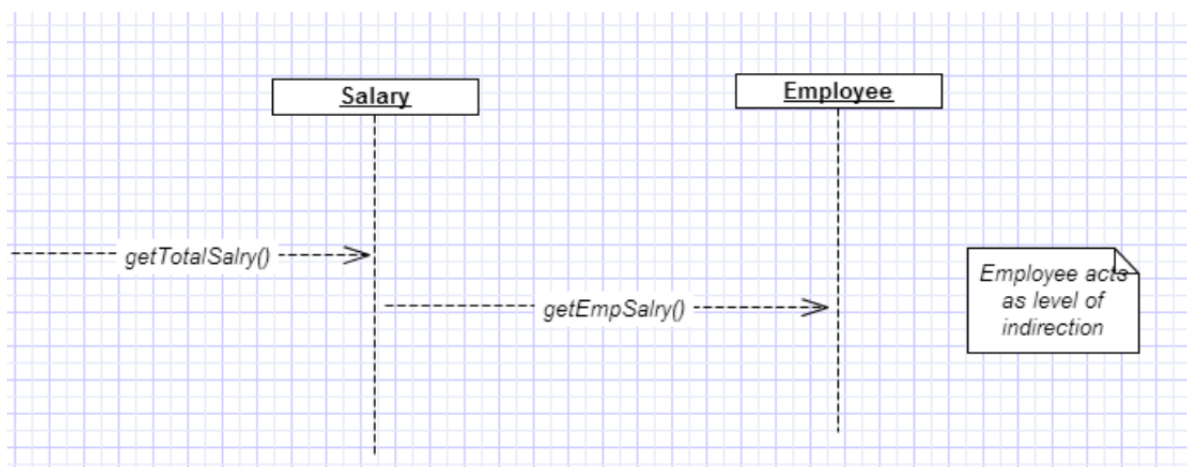 Salary
Employee
getTotalSalry()
getEmpSalry()
Employee acts
as level of
indirection